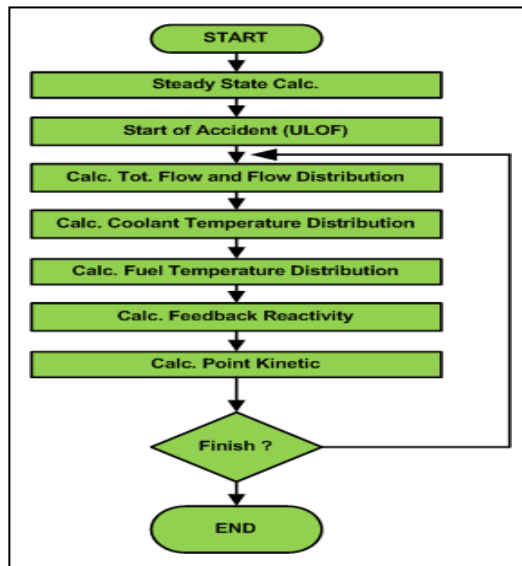 START
Steady State Calc.
Start of Accident (ULOF)
Calc. Tot. Flow and Flow Distribution
Calc. Coolant Temperature Distribution
Calc. Fuel Temperature Distribution
Calc. Feedback Reactivity
Calc. Point Kinetic
Finish ?
END